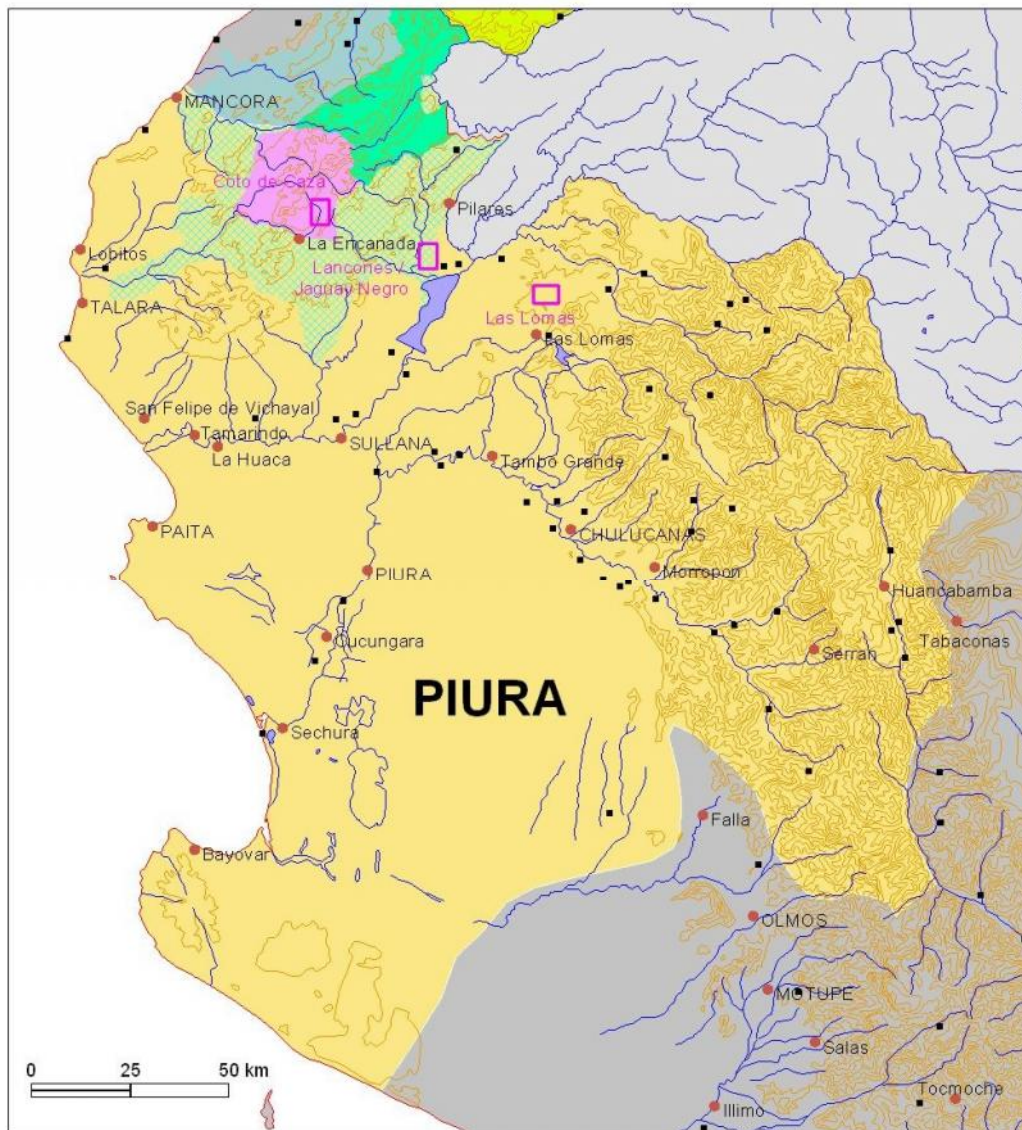 MANCORA
Coto de Caza
Pilares
La Encanada
Lobitos
Lancones /
Jaguay Negro
TALARA
Las Lomas
Las Lomas
San Felipe de Vichayal
Tamarindo
SULLANA
La Huaca
Tambo Grande
PAITA
CHULUCANAS
PIURA
Morropon
Huancabamba
Cucungara
Tabaconas
Serran
PIURA
Sechura
Falla
Bayovar
OLMOS
MOTUPE
Salas
0 25 50 km
Tocmoche
Illimo